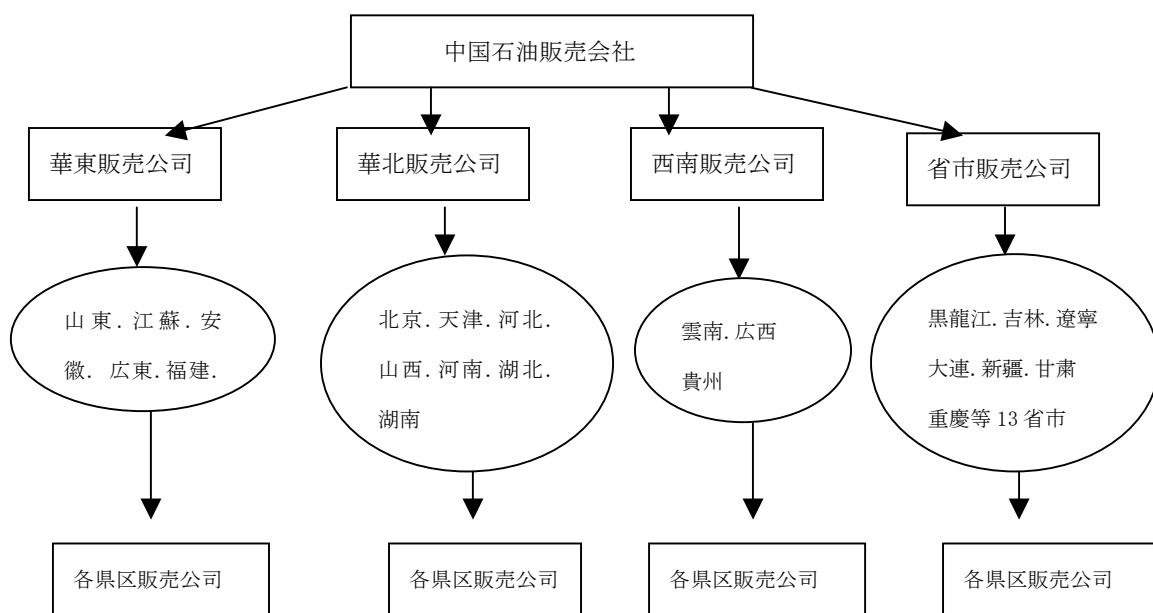 中国石油販売会社
華東販売公司
華北販売公司
西南販売公司
省市販売公司
山東.江蘇.安
徽.広東.福建.
北京.天津.河北.
山西.河南.湖北.
湖南
雲南.広西
貴州
黒龍江.吉林.遼寧
大連.新疆.甘粛
重慶等 13 省市
各県区販売公司
各県区販売公司
各県区販売公司
各県区販売公司